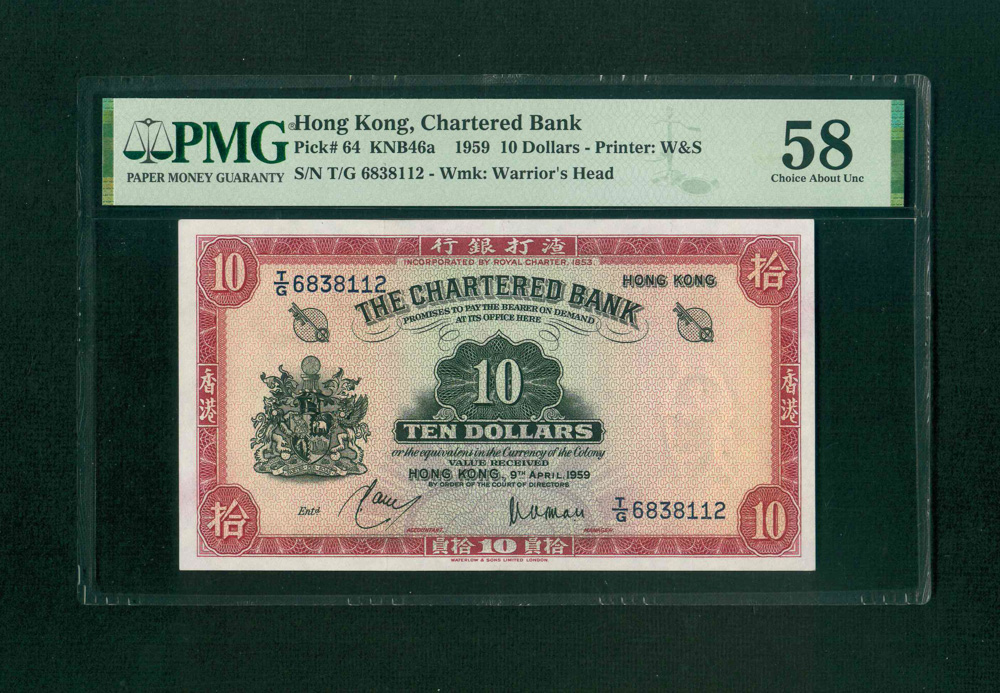 PMG®
PAPER MONEY GUARANTY
Hong Kong, Chartered Bank
Pick# 64 KNB46a 1959 10 Dollars - Printer: W&S
S/N T/G 6838112 - Wmk: Warrior's Head
58
Choice About Unc
行銀打渣
INCORPORATED BY ROYAL CHARTER, 1853.
10
拾
T/G 6838112
HONG KONG
THE CHARTERED BANK
PROMISES TO PAY THE BEARER ON DEMAND
AT ITS OFFICE HERE
10
TEN DOLLARS
or the equivalent in the Currency of the Colony
VALUE RECEIVED
HONG KONG, 9TH APRIL, 1959
BY ORDER OF THE COURT OF DIRECTORS
香港
香港
Entd
T/G 6838112
ACCOUNTANT.
MANAGER.
拾
10
員拾 10 員拾
WATERLOW & SONS LIMITED LONDON.